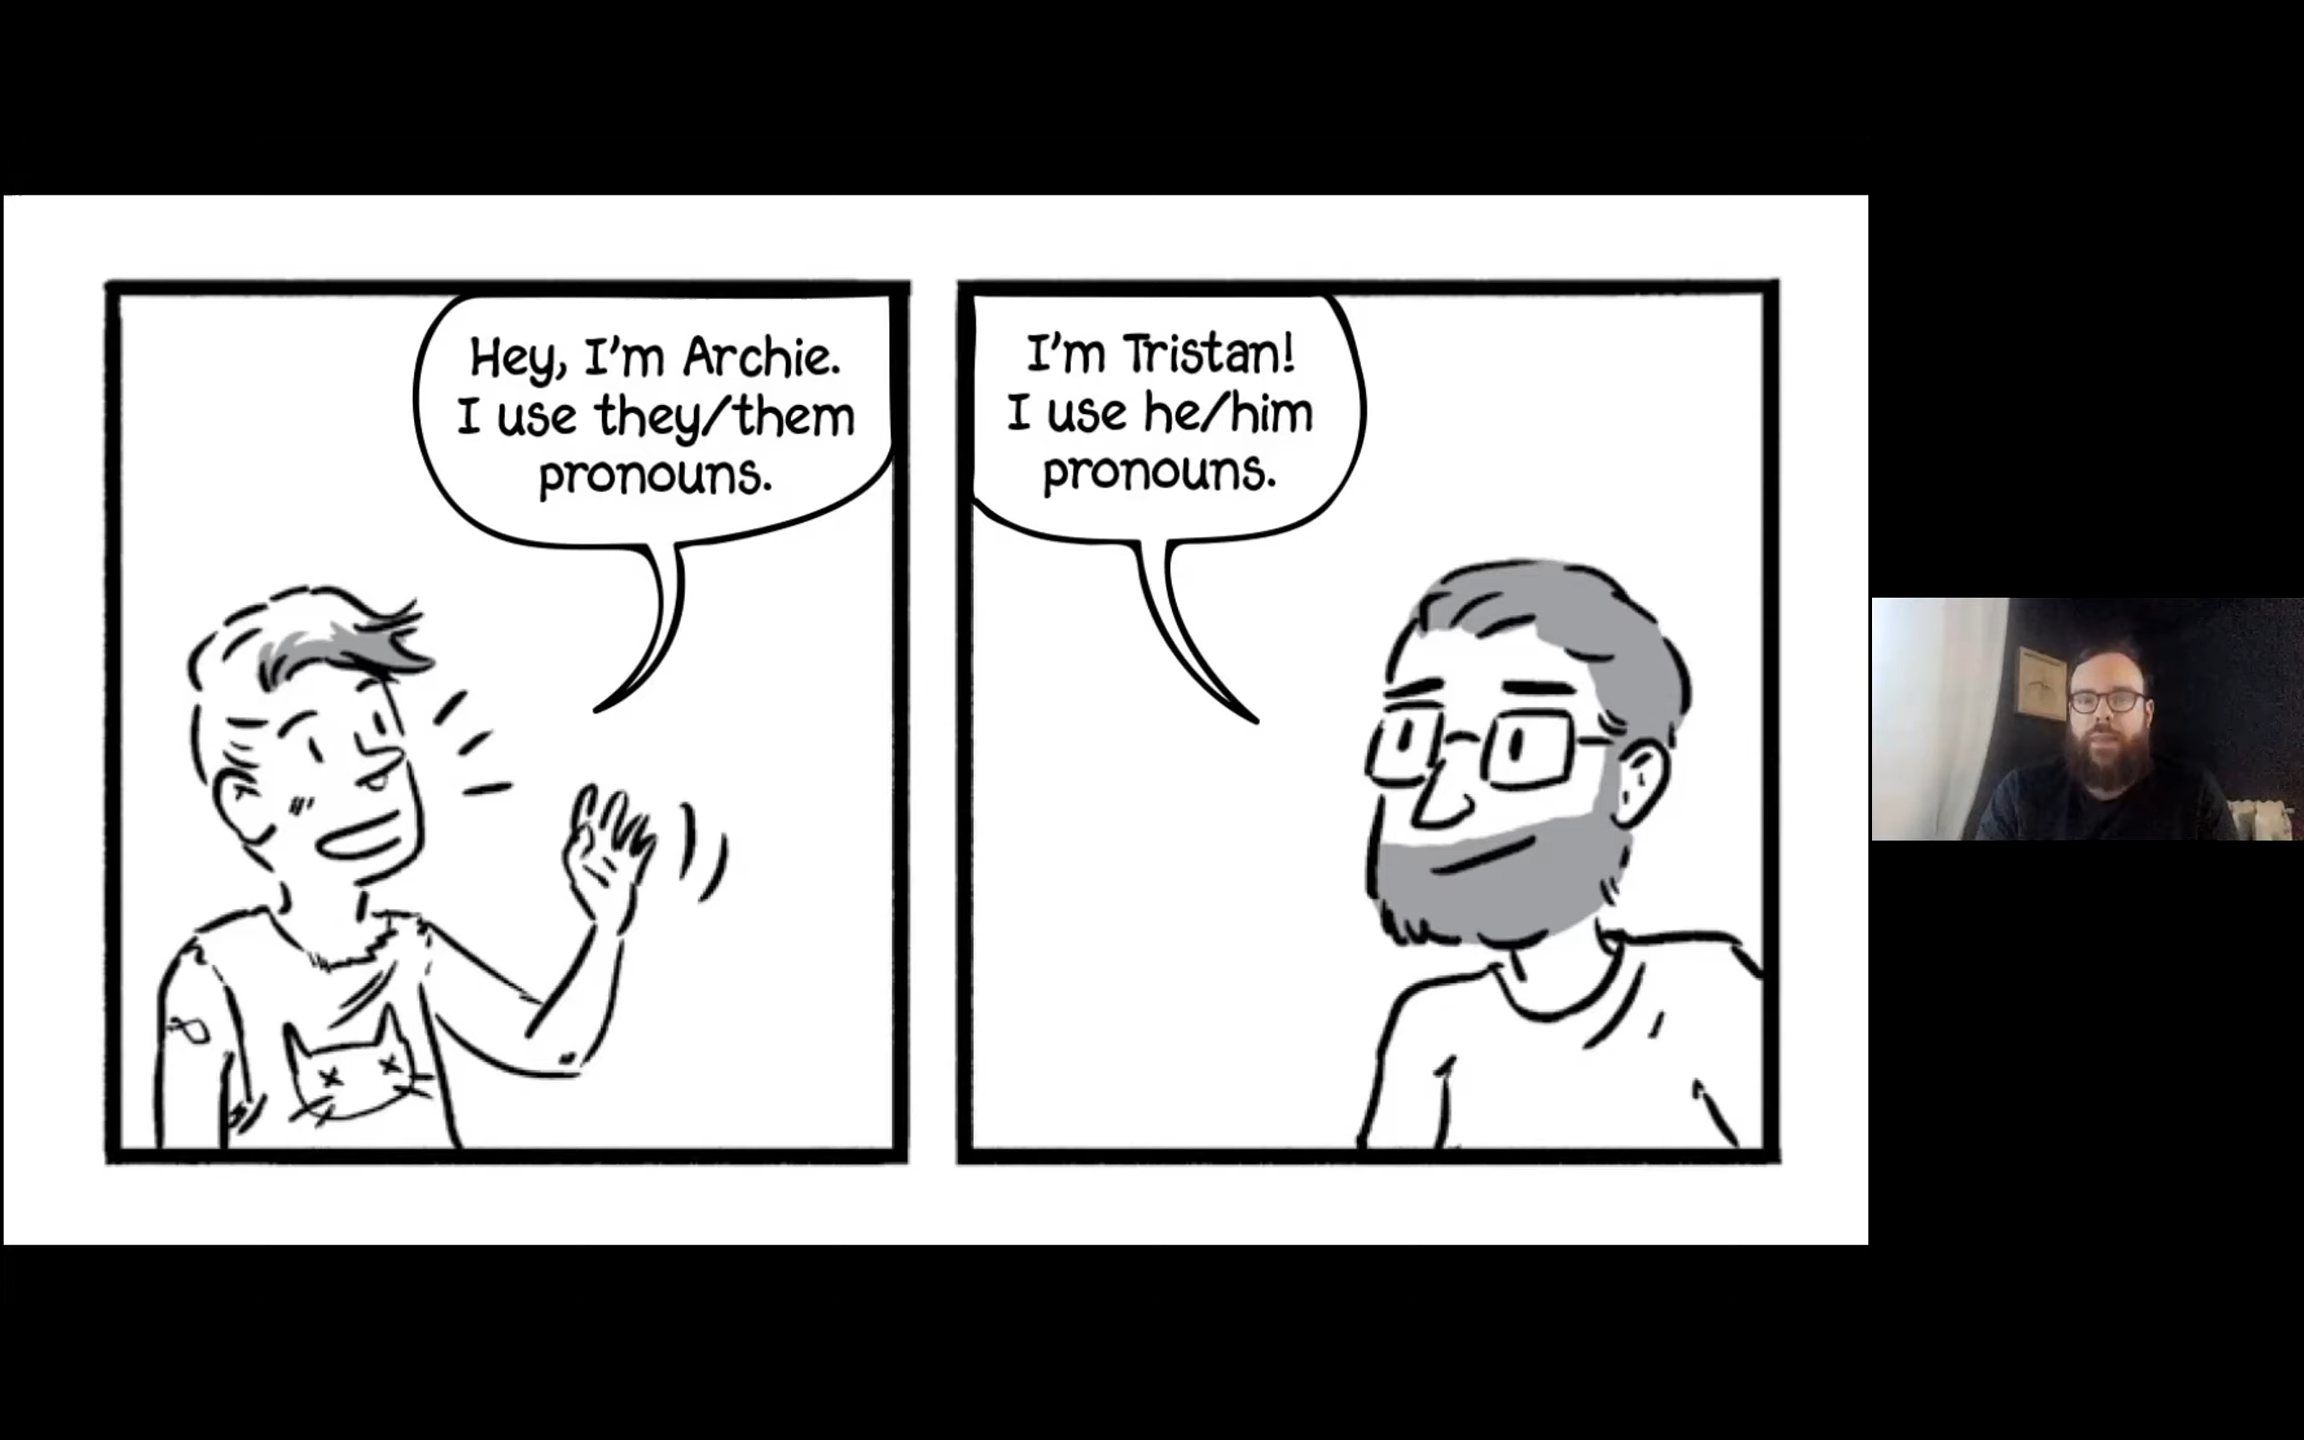 Hey, I'm Archie.
I use they/them
pronouns.
I'm Tristan!
I use he/him
pronouns.